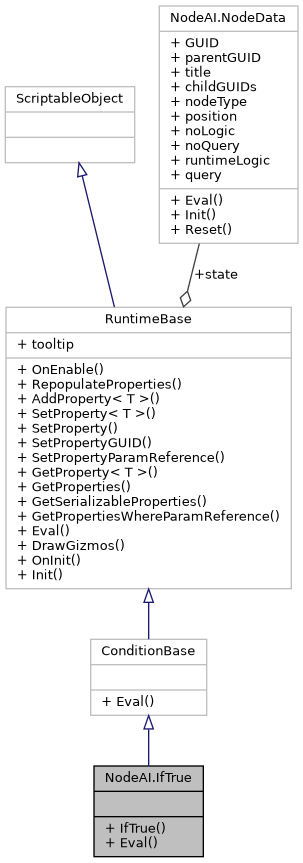 NodeAI.NodeData
+ GUID
+ parentGUID
+ title
+ childGUIDs
+ nodeType
+ position
+ noLogic
+ noQuery
+ runtimeLogic
+ query
+ Eval()
+ Init()
+ Reset()
ScriptableObject
+state
RuntimeBase
+ tooltip
+ OnEnable()
+ RepopulateProperties()
+ AddProperty< T >()
+ SetProperty< T >()
+ SetProperty()
+ SetPropertyGUID()
+ SetPropertyParamReference()
+ GetProperty< T >()
+ GetProperties()
+ GetSerializableProperties()
+ GetPropertiesWhereParamReference()
+ Eval()
+ DrawGizmos()
+ OnInit()
+ Init()
ConditionBase
+ Eval()
NodeAI.IfTrue
+ IfTrue()
+ Eval()